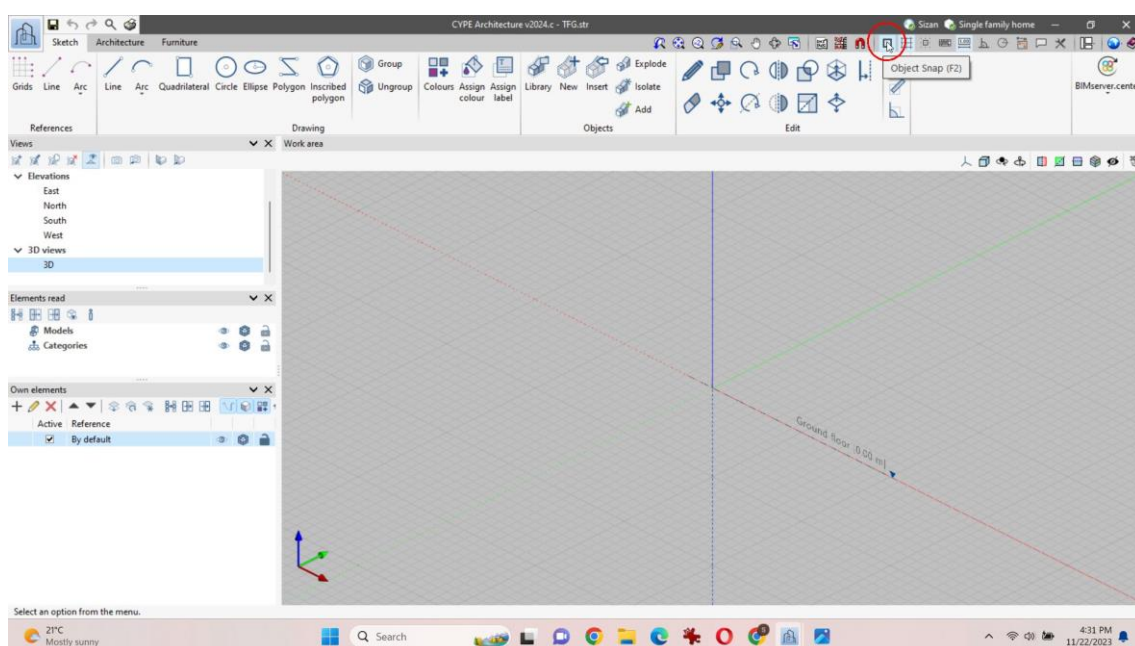 CYPE Architecture v2024.c - TFG.str
Sizan
Single family home
Sketch
Architecture
Furniture
Object Snap (F2)
Grids
Line
Arc
Line
Arc
Quadrilateral
Circle
Ellipse
Polygon
Inscribed
polygon
Group
Ungroup
Colours
Assign
colour
Assign
label
Library
New
Insert
Explode
Isolate
Add
BIMserver.cente
References
Drawing
Objects
Edit
Views
Work area
Elevations
East
North
South
West
3D views
3D
Elements read
Models
Categories
Own elements
Active Reference
By default
Ground floor :0.00 m
Select an option from the menu.
21°C
Mostly sunny
Search
4:31 PM
11/22/2023